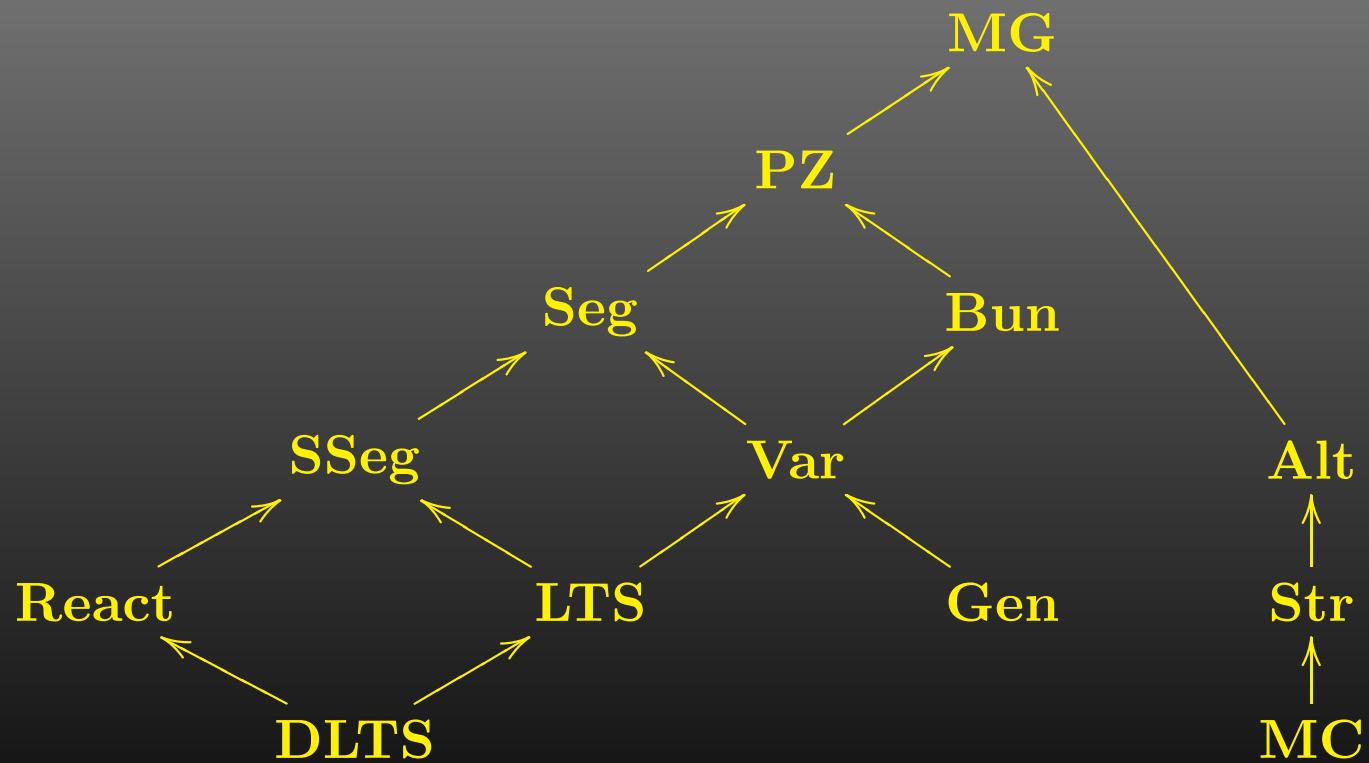 MG
PZ
Seg
Bun
SSeg
Var
Alt
React
LTS
Gen
Str
DLTS
MC